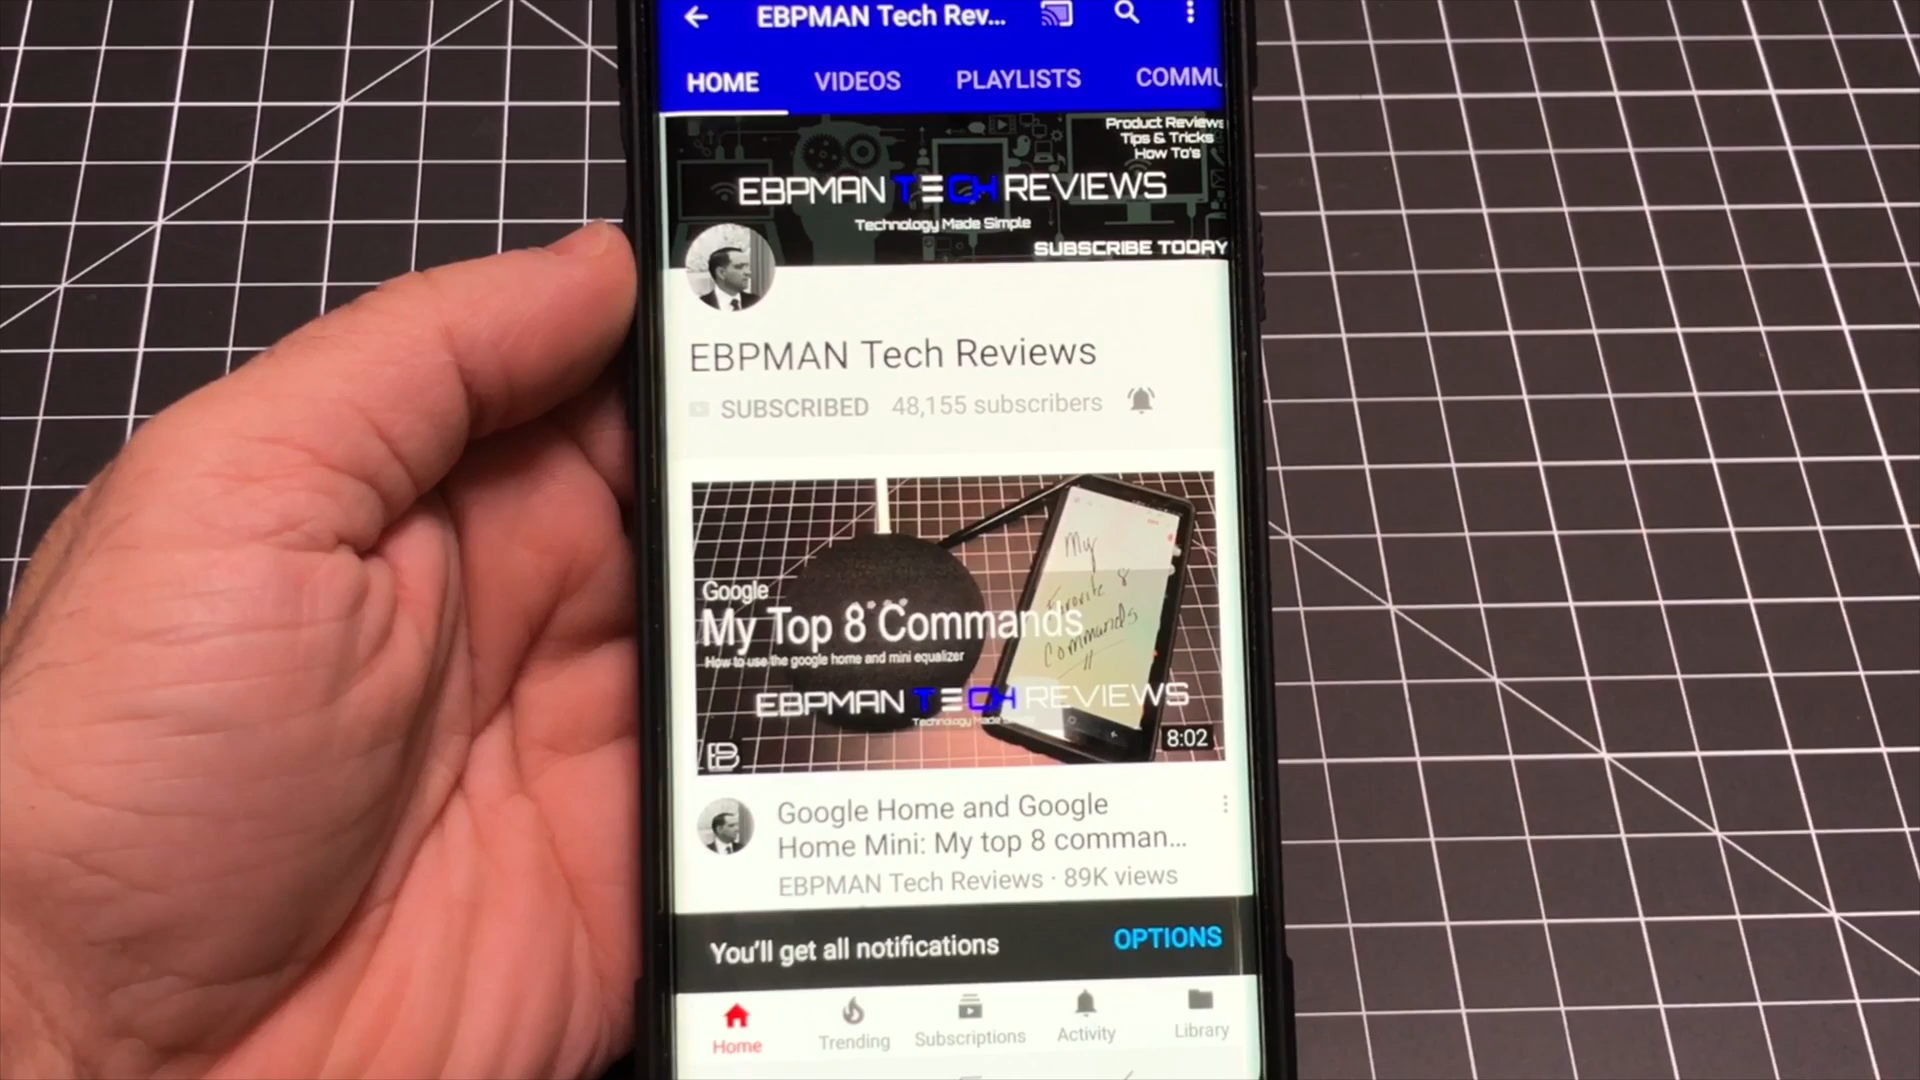 EBPMAN Tech Rev...
HOME VIDEOS PLAYLISTS COMMU
Product Reviews
Tips & Tricks
How To's
EBPMAN TECH REVIEWS
Technology Made Simple
SUBSCRIBE TODAY
EBPMAN Tech Reviews
SUBSCRIBED 48,155 subscribers
My
Favorite 8
Commands
Google
My Top 8 Commands
How to use the google home and mini equalizer
EBPMAN TECH REVIEWS
Technology Made Simple
8:02
Google Home and Google
Home Mini: My top 8 comman...
EBPMAN Tech Reviews · 89K views
You'll get all notifications OPTIONS
Home Trending Subscriptions Activity Library